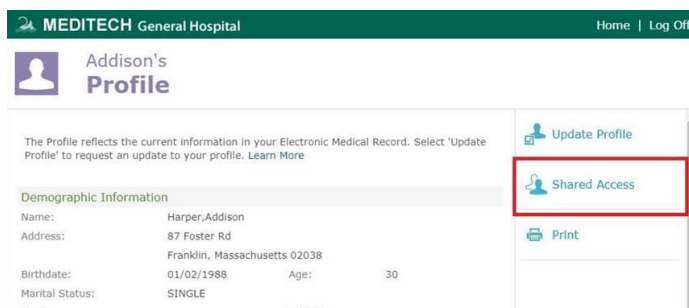 MEDITECH General Hospital
Home | Log Off
Addison's
Profile
The Profile reflects the current information in your Electronic Medical Record. Select 'Update
Profile' to request an update to your profile. Learn More
Demographic Information
Name: Harper,Addison
Address: 87 Foster Rd
Franklin, Massachusetts 02038
Birthdate: 01/02/1988 Age: 30
Marital Status: SINGLE
Update Profile
Shared Access
Print